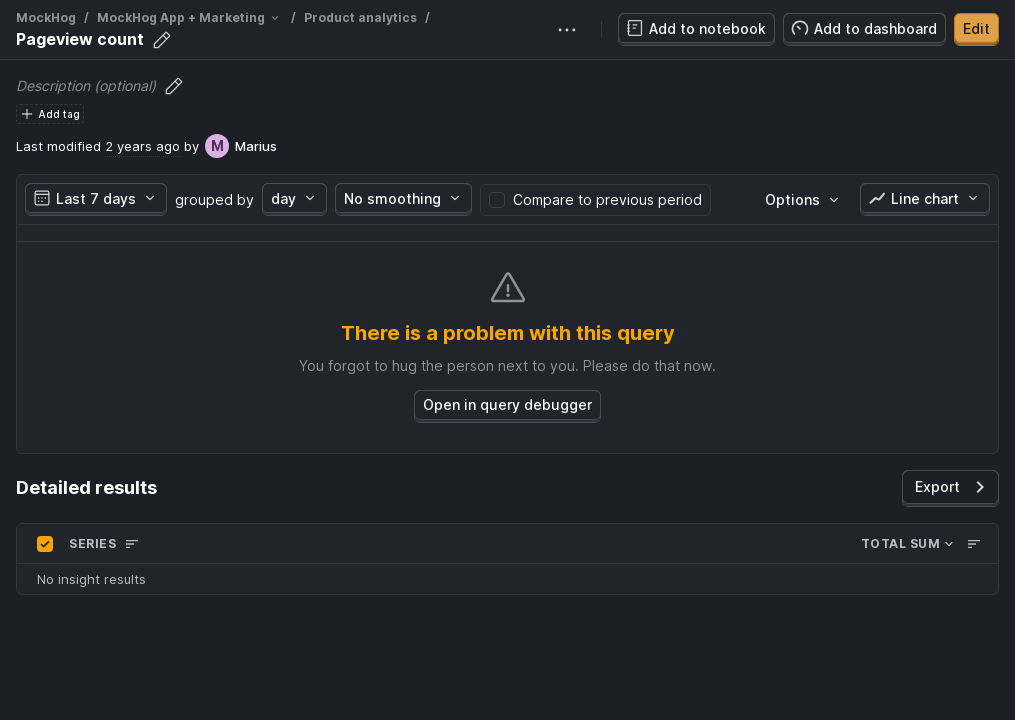 MockHog / MockHog App + Marketing / Product analytics /
Pageview count
Add to notebook
Add to dashboard
Edit
Description (optional)
Add tag
Last modified 2 years ago by M Marius
Last 7 days grouped by day No smoothing Compare to previous period Options Line chart
There is a problem with this query
You forgot to hug the person next to you. Please do that now.
Open in query debugger
Detailed results
Export
SERIES TOTAL SUM
No insight results